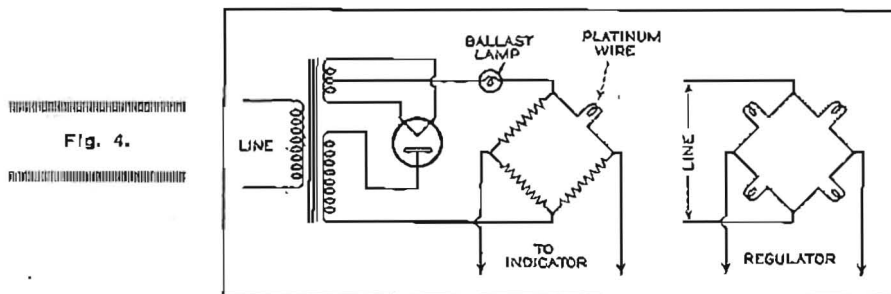 Fig. 4.
LINE
BALLAST
LAMP
PLATINUM
WIRE
TO
INDICATOR
LINE
REGULATOR